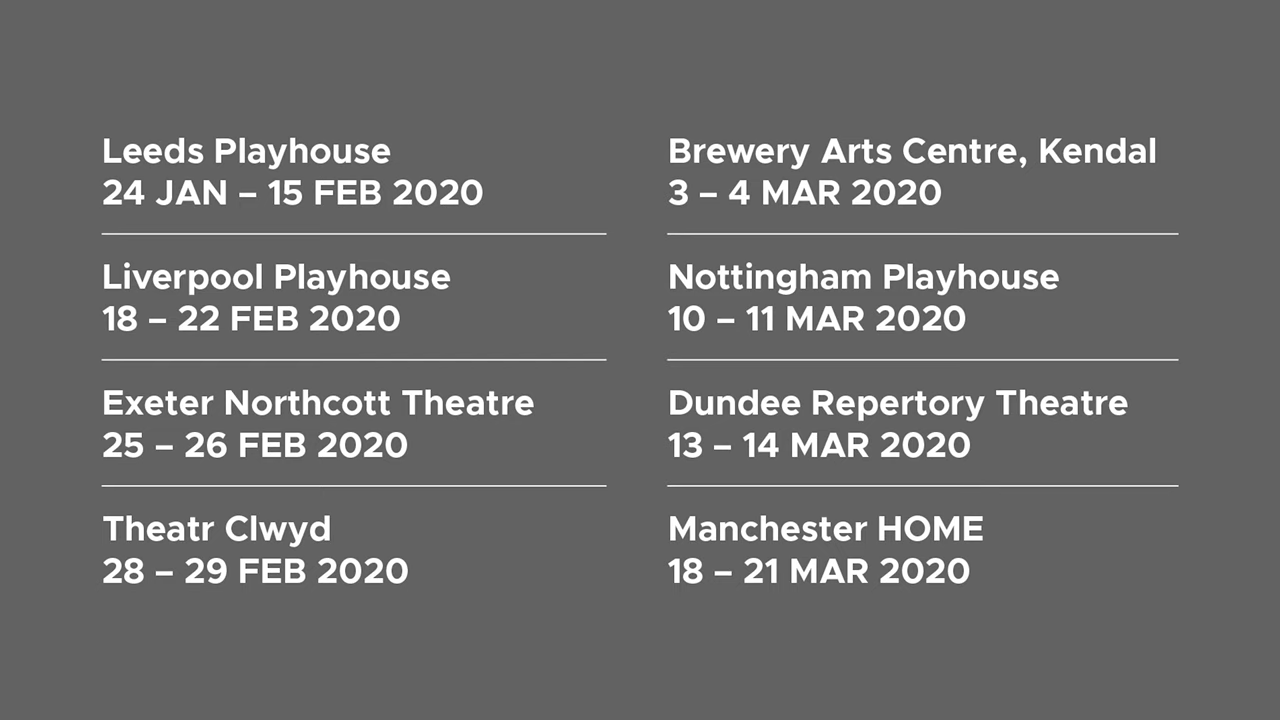 Leeds Playhouse
24 JAN – 15 FEB 2020
Liverpool Playhouse
18 – 22 FEB 2020
Exeter Northcott Theatre
25 – 26 FEB 2020
Theatr Clwyd
28 – 29 FEB 2020
Brewery Arts Centre, Kendal
3 – 4 MAR 2020
Nottingham Playhouse
10 – 11 MAR 2020
Dundee Repertory Theatre
13 – 14 MAR 2020
Manchester HOME
18 – 21 MAR 2020